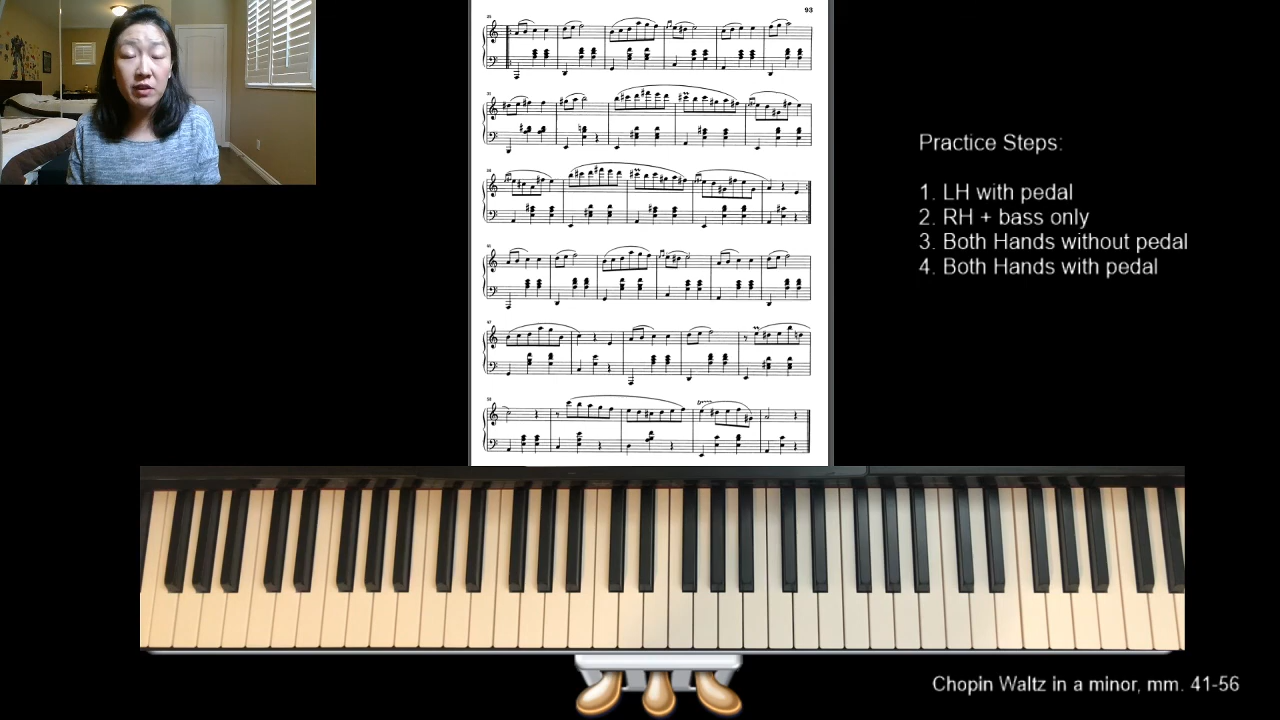 93
Practice Steps:
1. LH with pedal
2. RH + bass only
3. Both Hands without pedal
4. Both Hands with pedal
Chopin Waltz in a minor, mm. 41-56